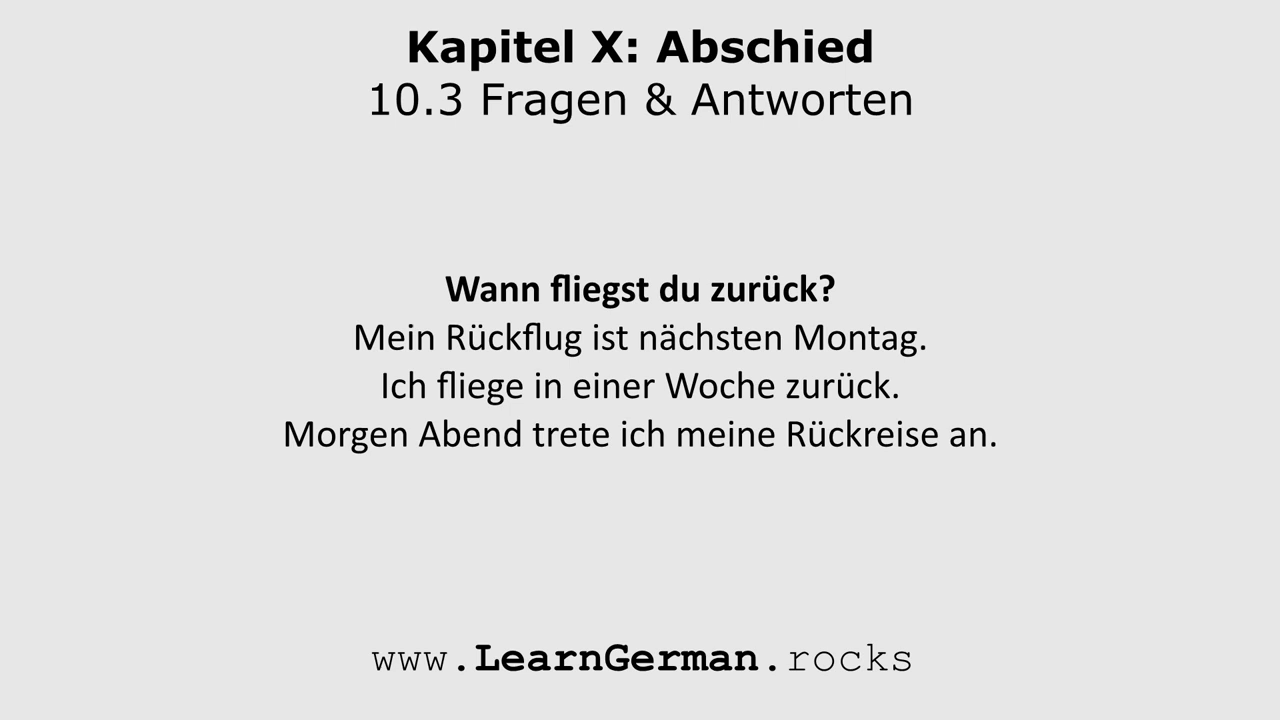 Kapitel X: Abschied
10.3 Fragen & Antworten
Wann fliegst du zurück?
Mein Rückflug ist nächsten Montag.
Ich fliege in einer Woche zurück.
Morgen Abend trete ich meine Rückreise an.
www.LearnGerman.rocks